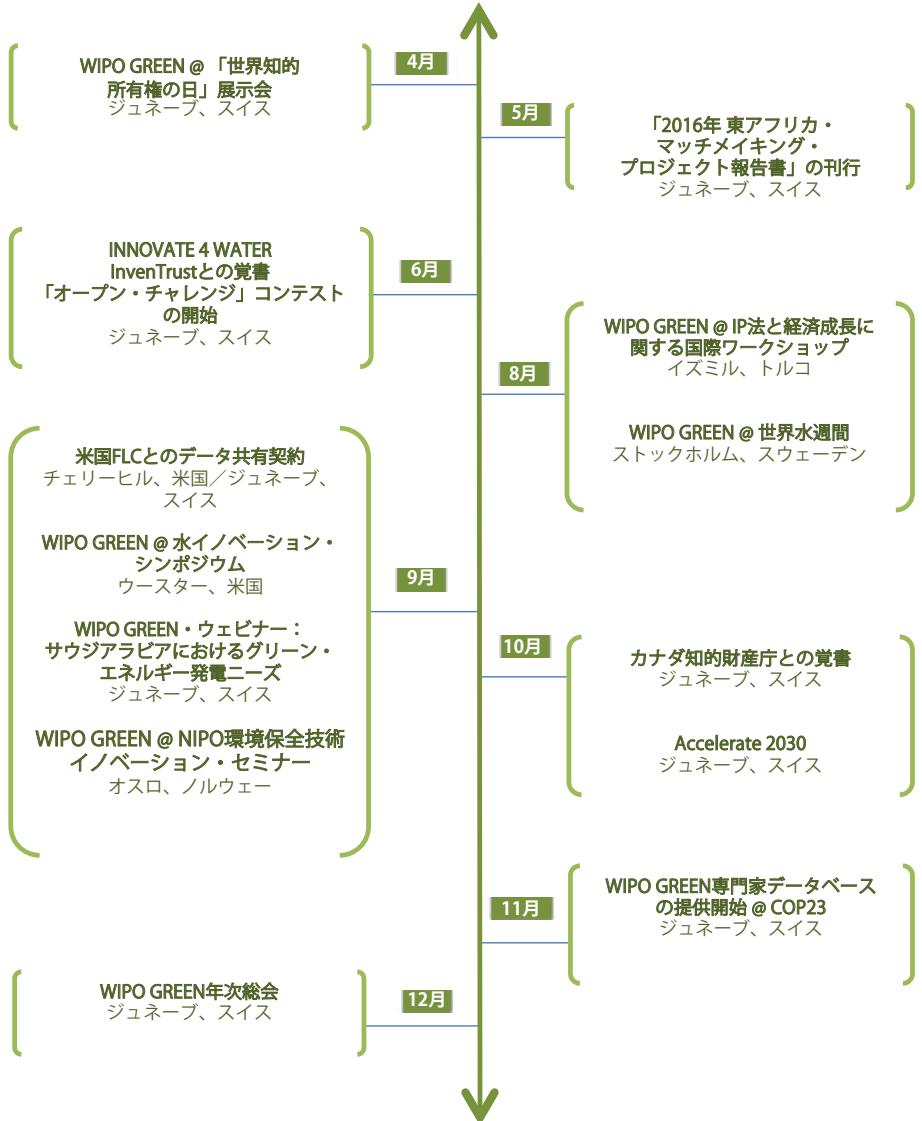 4月
WIPO GREEN @ 「世界知的
所有権の日」展示会
ジュネーブ、スイス
5月
「2016年 東アフリカ・
マッチメイキング・
プロジェクト報告書」の刊行
ジュネーブ、スイス
6月
INNOVATE 4 WATER
InvenTrustとの覚書
「オープン・チャレンジ」コンテスト
の開始
ジュネーブ、スイス
8月
WIPO GREEN @ IP法と経済成長に
関する国際ワークショップ
イズミル、トルコ
WIPO GREEN @ 世界水週間
ストックホルム、スウェーデン
9月
米国FLCとのデータ共有契約
チェリーヒル、米国／ジュネーブ、
スイス
WIPO GREEN @ 水イノベーション・
シンポジウム
ウースター、米国
WIPO GREEN・ウェビナー：
サウジアラビアにおけるグリーン・
エネルギー発電ニーズ
ジュネーブ、スイス
WIPO GREEN @ NIPO環境保全技術
イノベーション・セミナー
オスロ、ノルウェー
10月
カナダ知的財産庁との覚書
ジュネーブ、スイス
Accelerate 2030
ジュネーブ、スイス
11月
WIPO GREEN専門家データベース
の提供開始 @ COP23
ジュネーブ、スイス
12月
WIPO GREEN年次総会
ジュネーブ、スイス